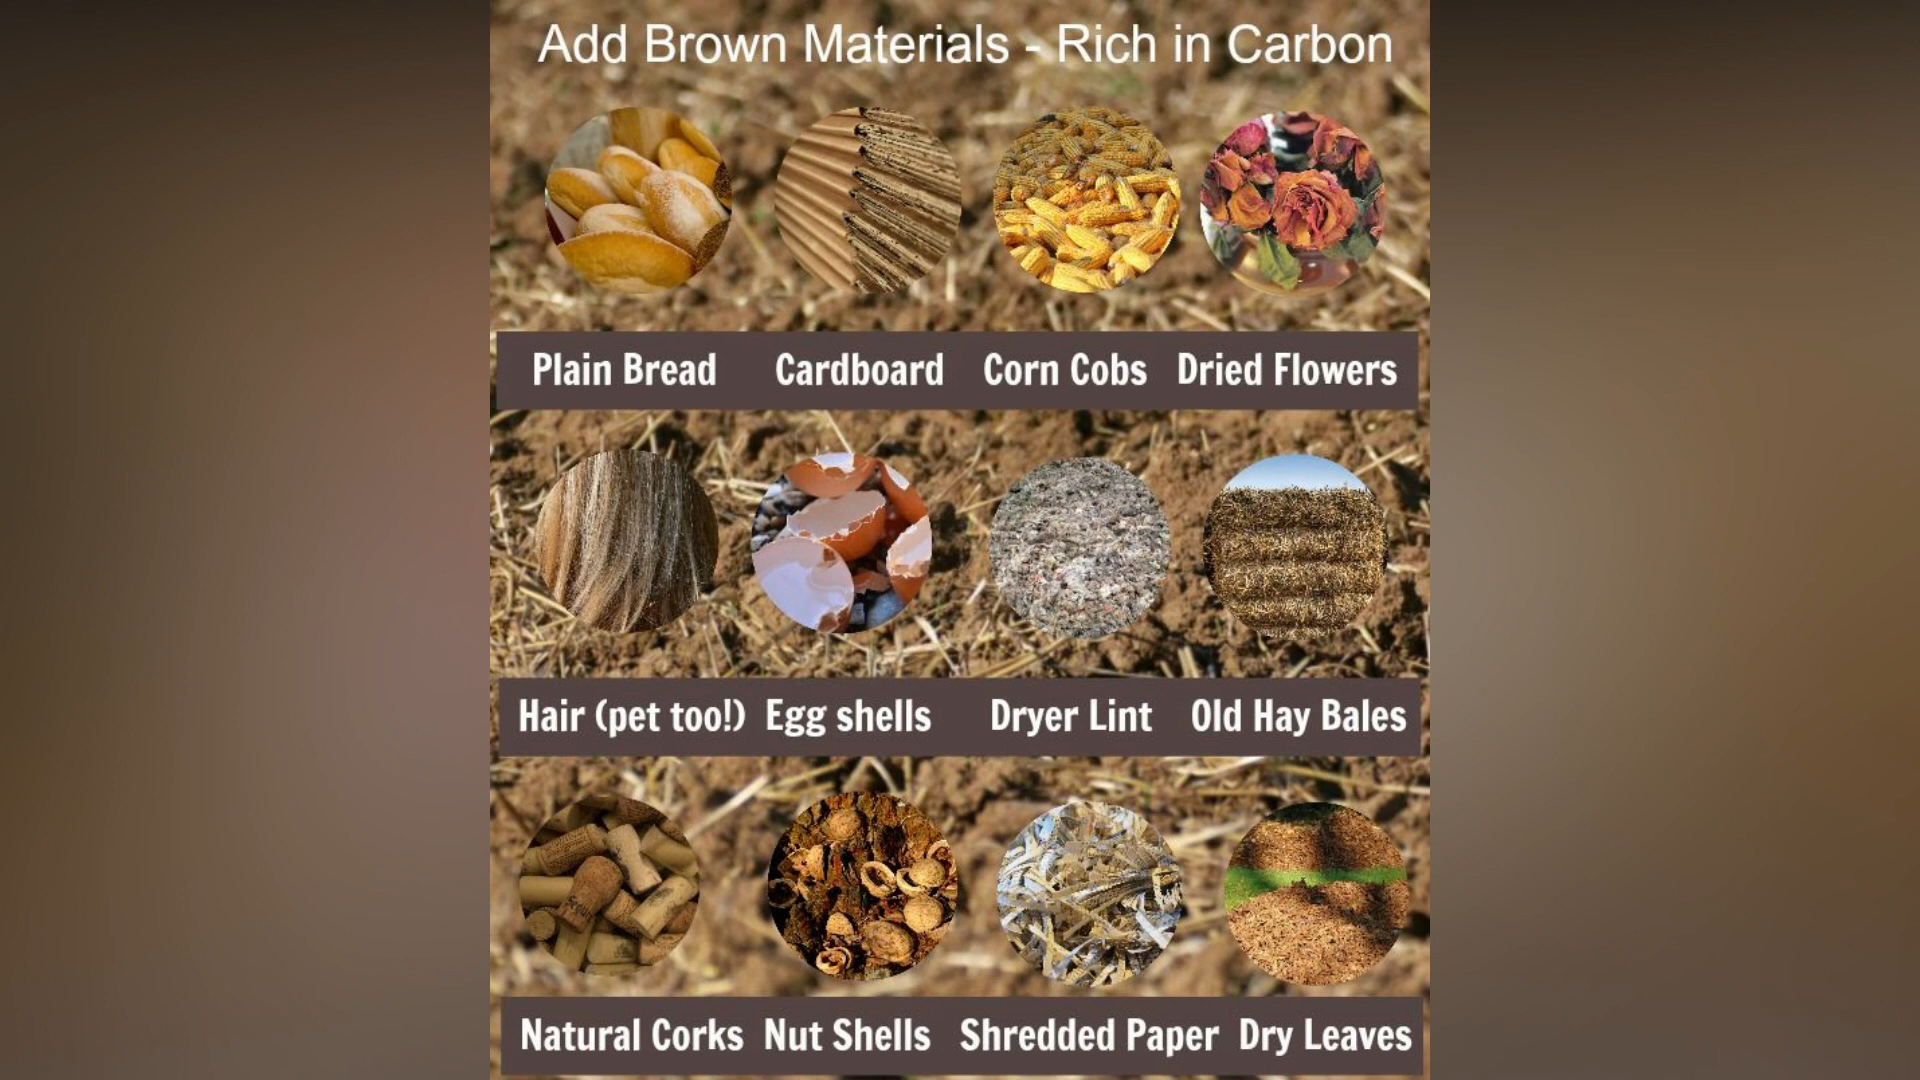 Add Brown Materials - Rich in Carbon
Plain Bread Cardboard Corn Cobs Dried Flowers
Hair (pet too!) Egg shells Dryer Lint Old Hay Bales
Natural Corks Nut Shells Shredded Paper Dry Leaves